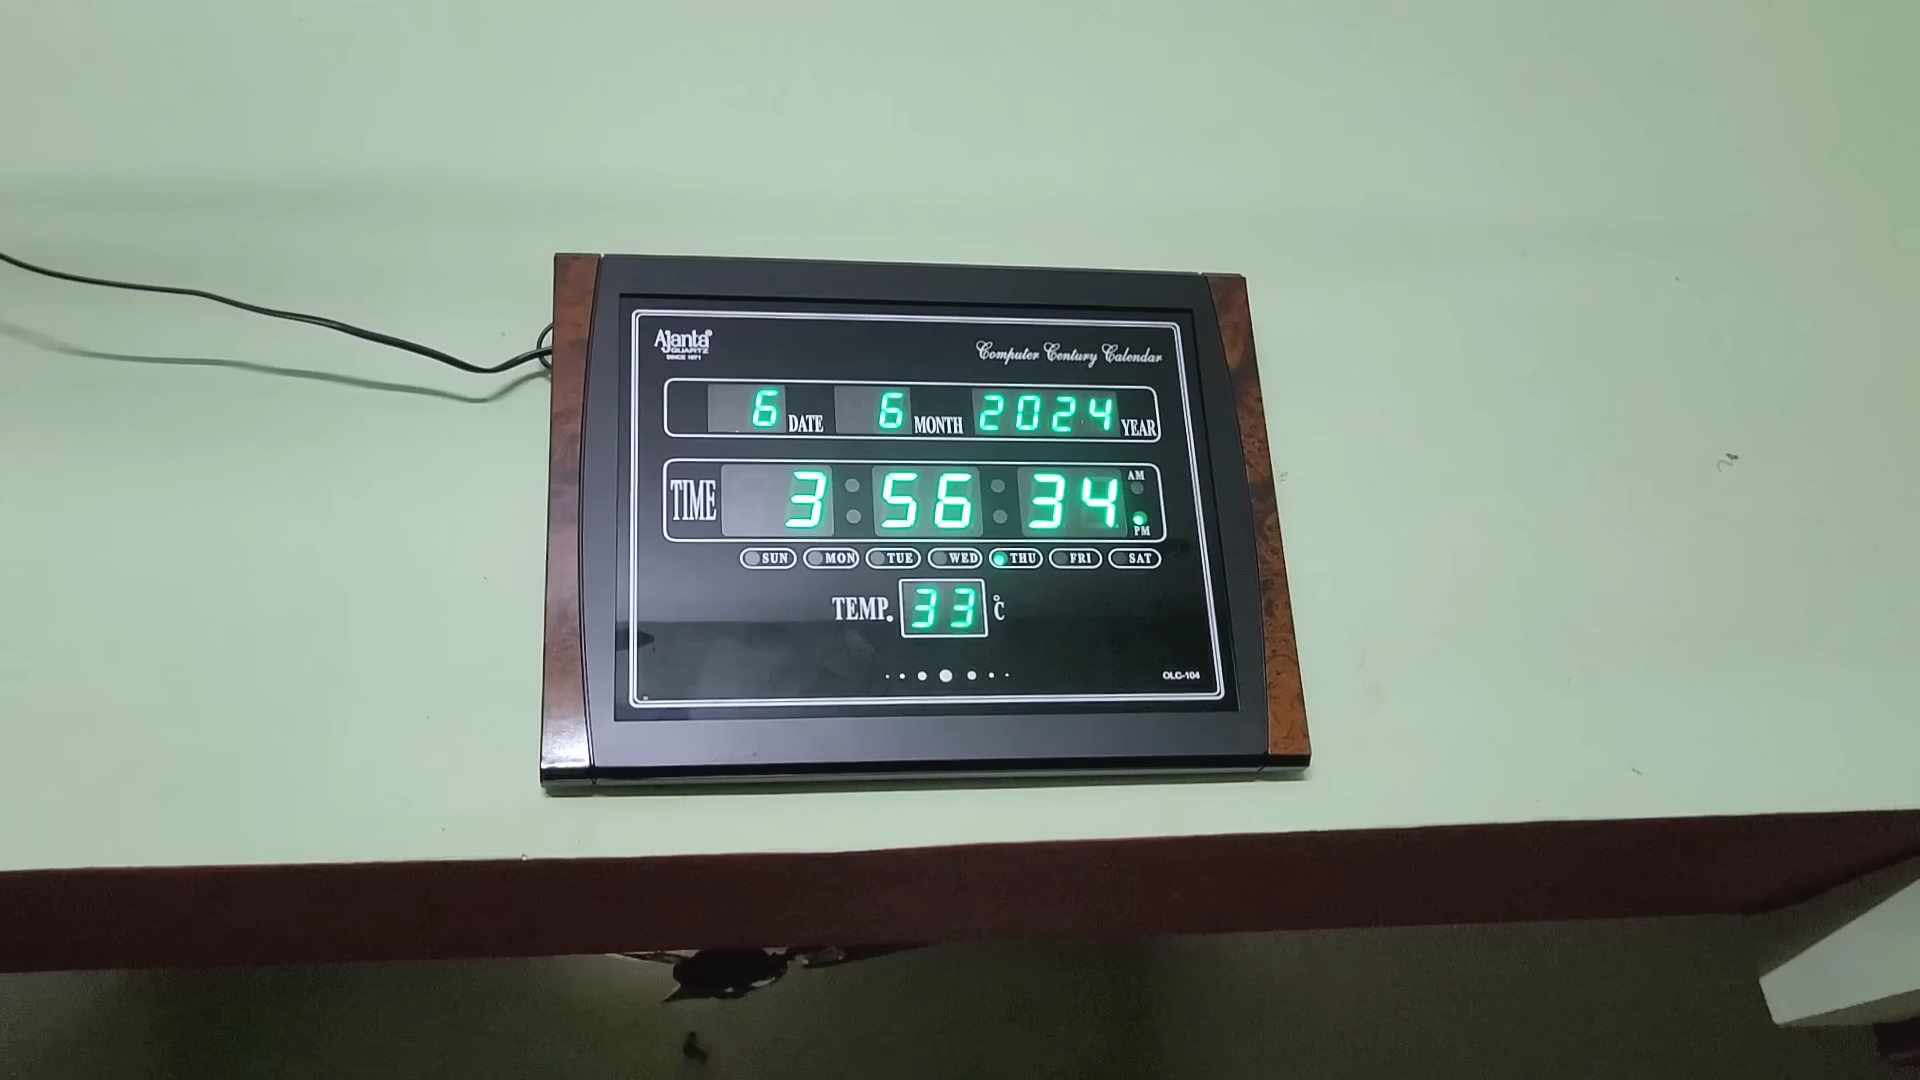 Ajanta
QUARTZ
SINCE 1971
Computer Century Calendar
6 DATE 6 MONTH 2024 YEAR
TIME 3 : 56 : 34 AM PM
SUN MON TUE WED THU FRI SAT
TEMP. 33 °C
OLC-104